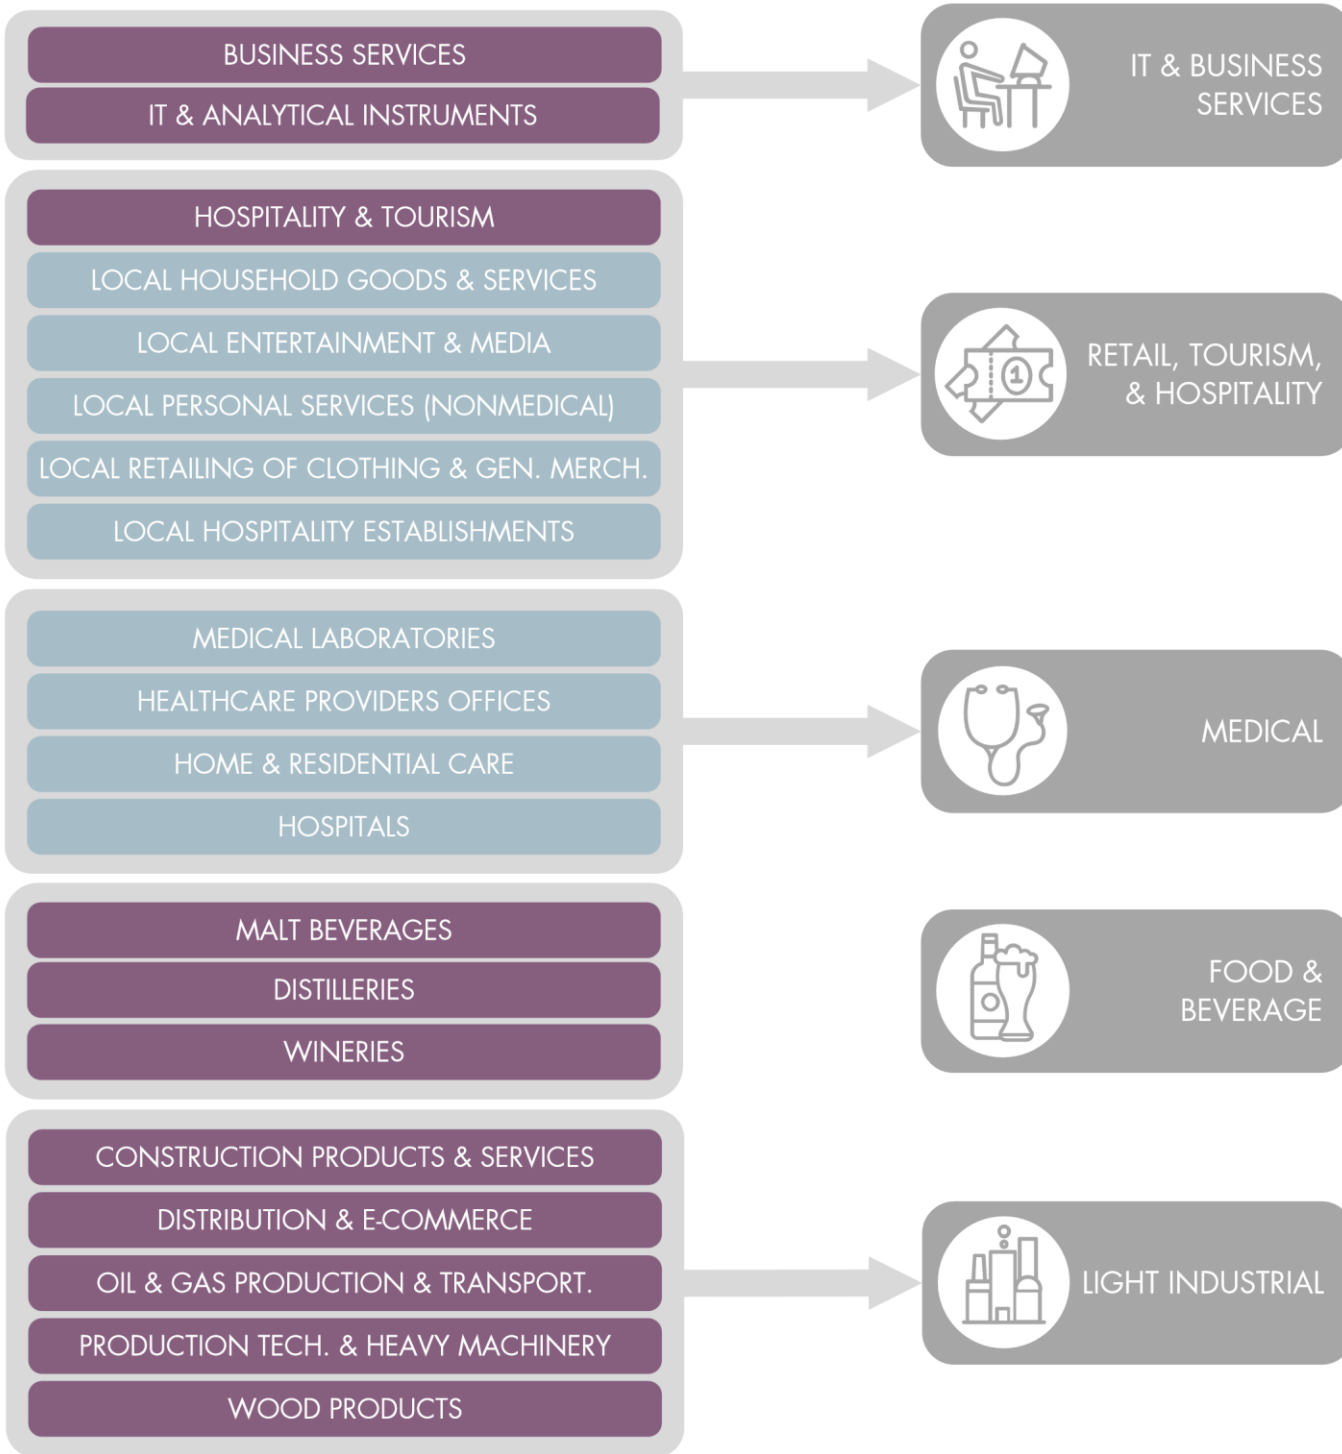 BUSINESS SERVICES
IT & ANALYTICAL INSTRUMENTS
IT & BUSINESS
SERVICES
HOSPITALITY & TOURISM
LOCAL HOUSEHOLD GOODS & SERVICES
LOCAL ENTERTAINMENT & MEDIA
LOCAL PERSONAL SERVICES (NONMEDICAL)
LOCAL RETAILING OF CLOTHING & GEN. MERCH.
LOCAL HOSPITALITY ESTABLISHMENTS
1
RETAIL, TOURISM,
& HOSPITALITY
MEDICAL LABORATORIES
HEALTHCARE PROVIDERS OFFICES
HOME & RESIDENTIAL CARE
HOSPITALS
MEDICAL
MALT BEVERAGES
DISTILLERIES
WINERIES
FOOD &
BEVERAGE
CONSTRUCTION PRODUCTS & SERVICES
DISTRIBUTION & E-COMMERCE
OIL & GAS PRODUCTION & TRANSPORT.
PRODUCTION TECH. & HEAVY MACHINERY
WOOD PRODUCTS
LIGHT INDUSTRIAL